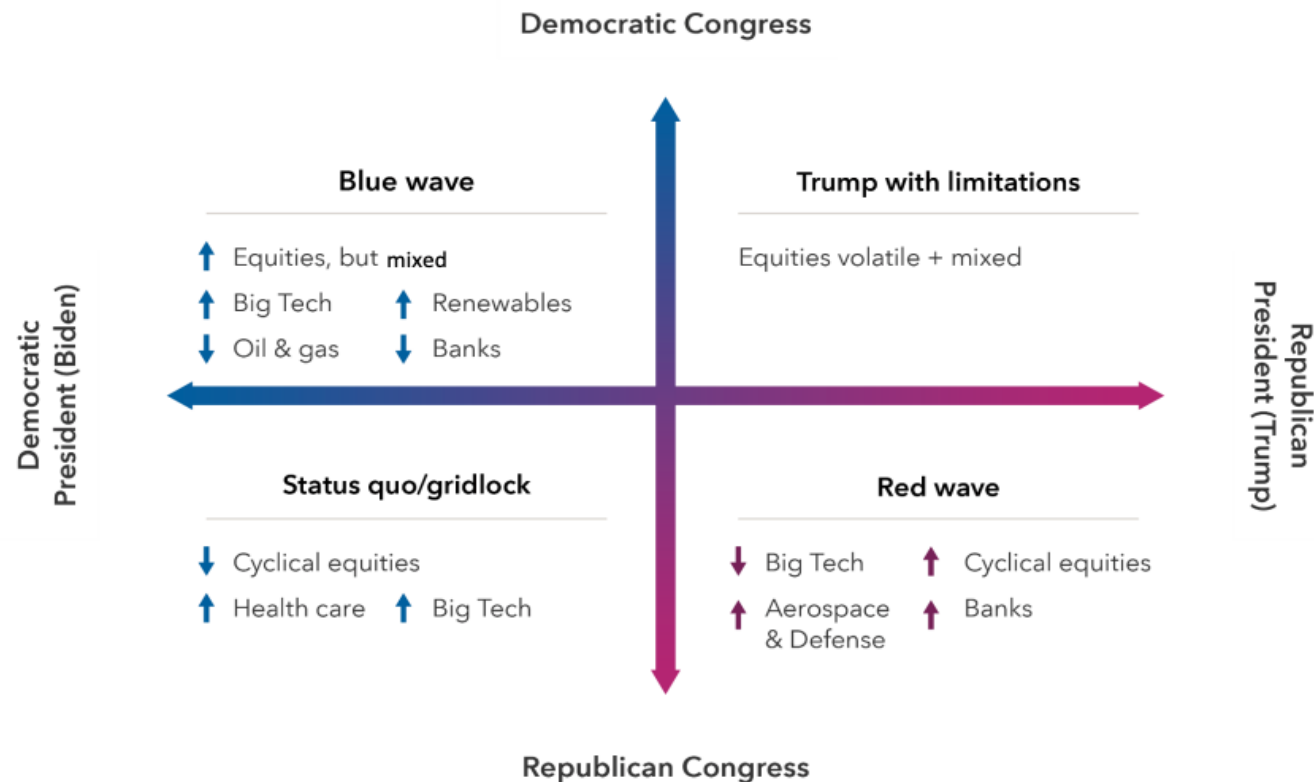 Democratic Congress
Blue wave
Equities, but mixed
Big Tech
Renewables
Oil & gas
Banks
Trump with limitations
Equities volatile + mixed
Democratic
President (Biden)
Republican
President (Trump)
Status quo/gridlock
Cyclical equities
Health care
Big Tech
Red wave
Big Tech
Cyclical equities
Aerospace
& Defense
Banks
Republican Congress